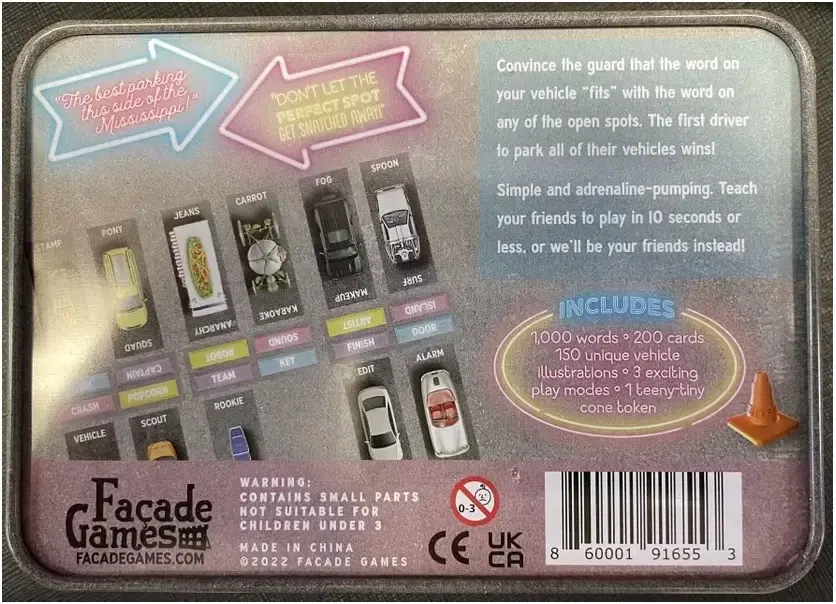 "The best parking
this side of the
Mississippi!"
"DON'T LET THE
PERFECT SPOT
GET SNATCHED AWAY!"
Convince the guard that the word on
your vehicle "fits" with the word on
any of the open spots. The first driver
to park all of their vehicles wins!
Simple and adrenaline-pumping. Teach
your friends to play in 10 seconds or
less, or we'll be your friends instead!
STAMP
PONY
JEANS
CARROT
FOG
SPOON
SQUAD
ANARCHY
KARAOKE
MAKEUP
SURF
CAPTAIN
ROBOT
SOUND
ARTIST
ISLAND
CRASH
POPCORN
TEAM
KEY
FINISH
DOOR
VEHICLE
SCOUT
ROOKIE
EDIT
ALARM
INCLUDES
1,000 words • 200 cards
150 unique vehicle
illustrations • 3 exciting
play modes • 1 teeny-tiny
cone token
Facade
Games
FACADEGAMES.COM
WARNING:
CONTAINS SMALL PARTS
NOT SUITABLE FOR
CHILDREN UNDER 3
MADE IN CHINA
©2022 FACADE GAMES
0-3
CE
UK
CA
8 60001 91655 3